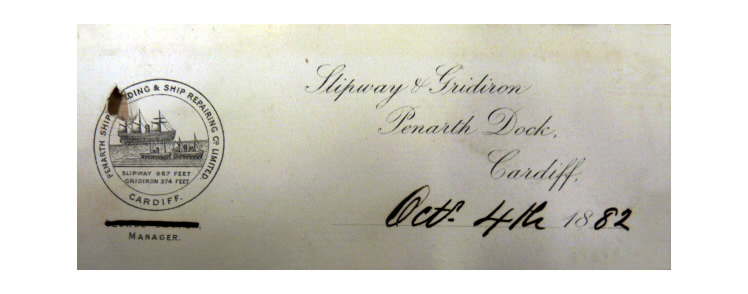 PENARTH SHIP DING & SHIP REPAIRING Co LIMITED.
SLIPWAY 867 FEET
GRIDIRON 374 FEET
CARDIFF.
MANAGER.
Slipway & Gridiron
Penarth Dock,
Cardiff,
Octr. 4th 1882